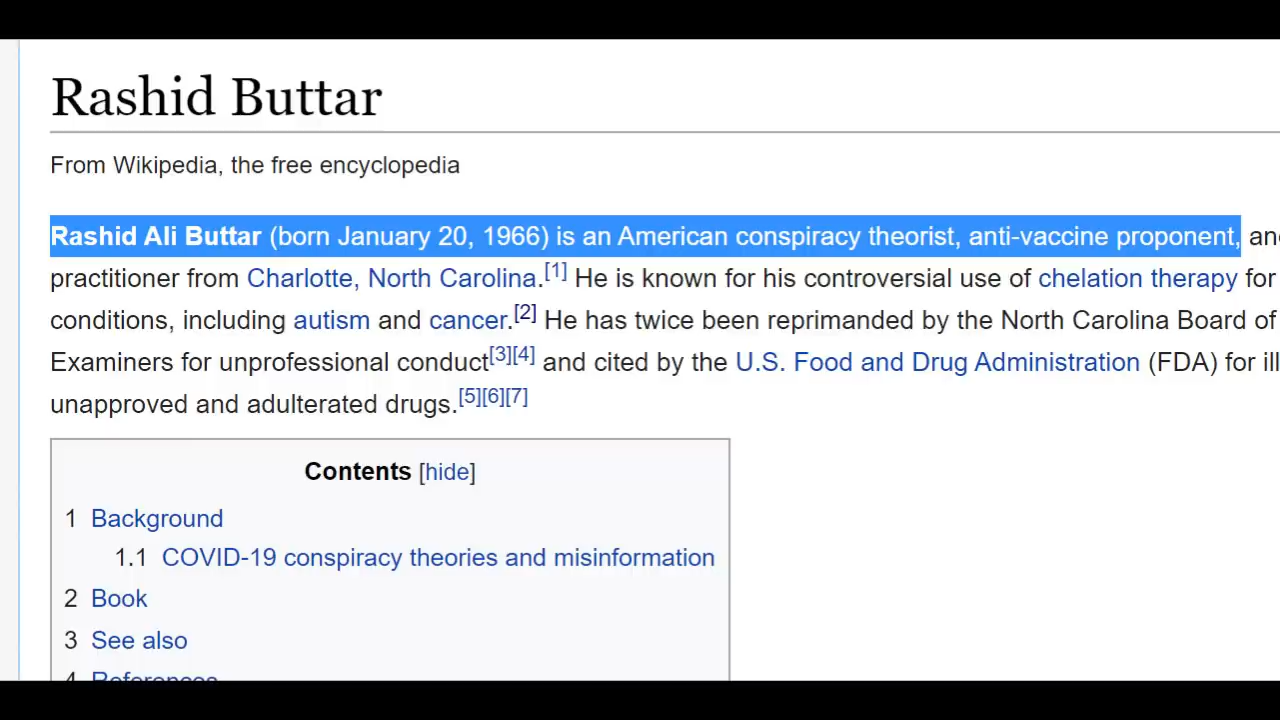 Rashid Buttar
From Wikipedia, the free encyclopedia
Rashid Ali Buttar (born January 20, 1966) is an American conspiracy theorist, anti-vaccine proponent,
practitioner from Charlotte, North Carolina.[1] He is known for his controversial use of chelation therapy for
conditions, including autism and cancer.[2] He has twice been reprimanded by the North Carolina Board of
Examiners for unprofessional conduct[3][4] and cited by the U.S. Food and Drug Administration (FDA) for
unapproved and adulterated drugs.[5][6][7]
Contents [hide]
1 Background
1.1 COVID-19 conspiracy theories and misinformation
2 Book
3 See also
4 References